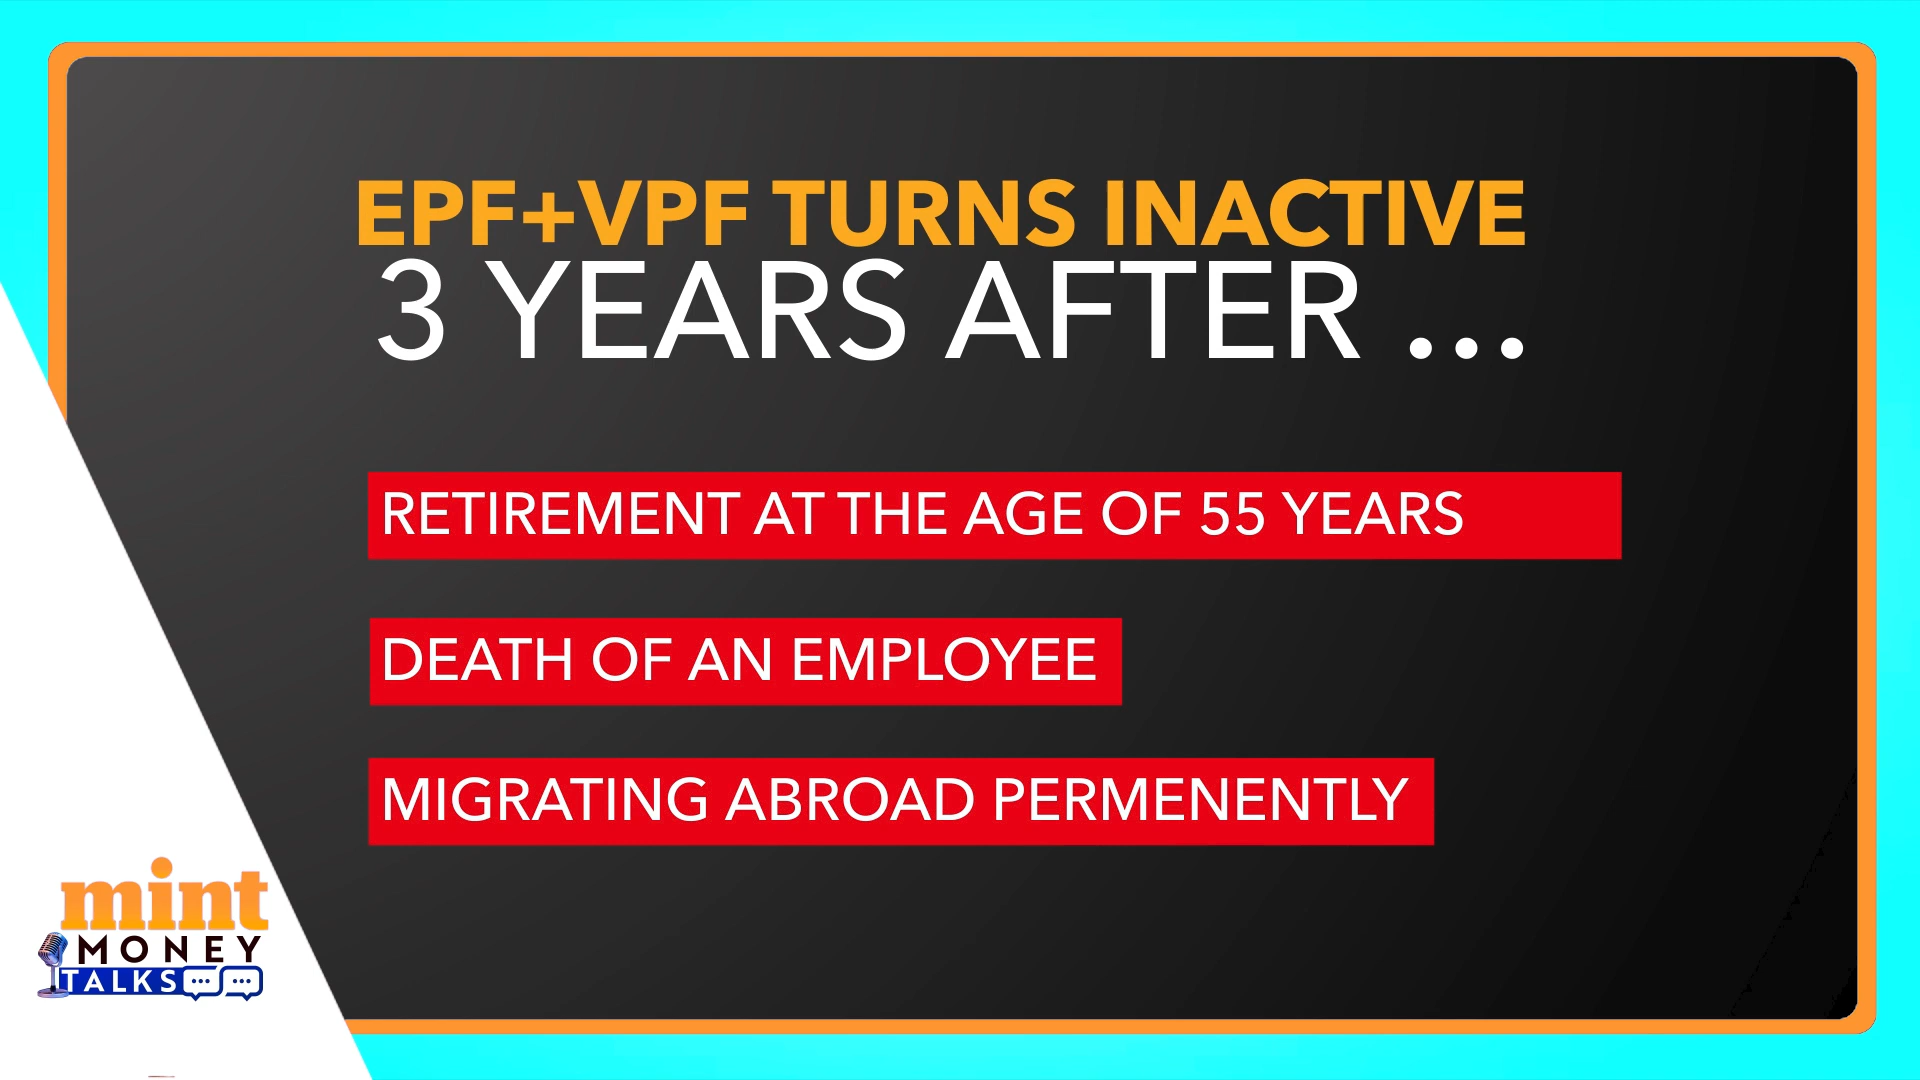 EPF+VPF TURNS INACTIVE
3 YEARS AFTER ...
RETIREMENT AT THE AGE OF 55 YEARS
DEATH OF AN EMPLOYEE
MIGRATING ABROAD PERMENENTLY
mint
MONEY
TALKS